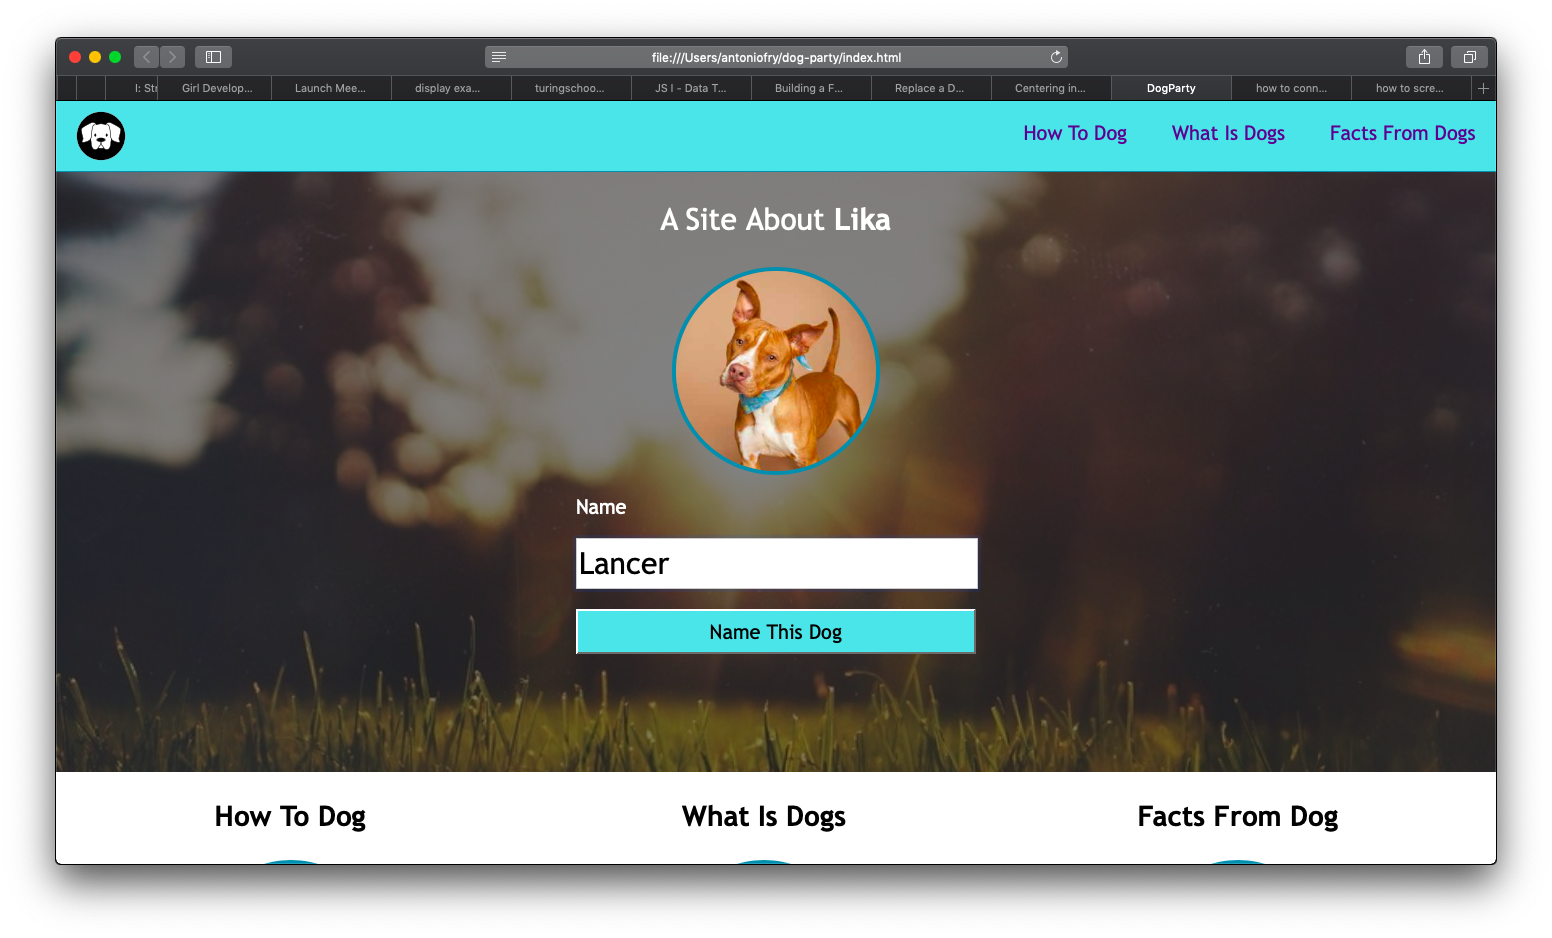 file:///Users/antoniofry/dog-party/index.html
I: Str Girl Develop... Launch Mee... display exa... turingschoo... JS I - Data T... Building a F... Replace a D... Centering in... DogParty how to conn... how to scre...
How To Dog What Is Dogs Facts From Dogs
A Site About Lika
Name
Lancer
Name This Dog
How To Dog What Is Dogs Facts From Dog